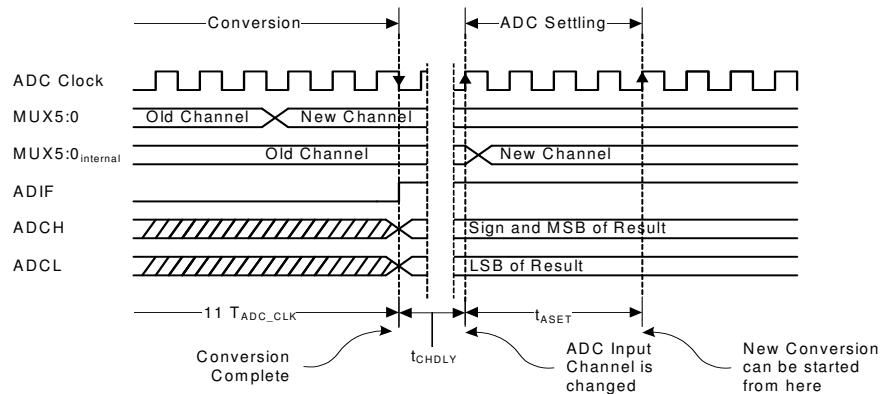 Conversion
ADC Settling
ADC Clock
MUX5:0
Old Channel
New Channel
MUX5:0internal
Old Channel
New Channel
ADIF
ADCH
Sign and MSB of Result
ADCL
LSB of Result
11 TADC_CLK
tCHDLY
tASET
Conversion
Complete
ADC Input
Channel is
changed
New Conversion
can be started
from here